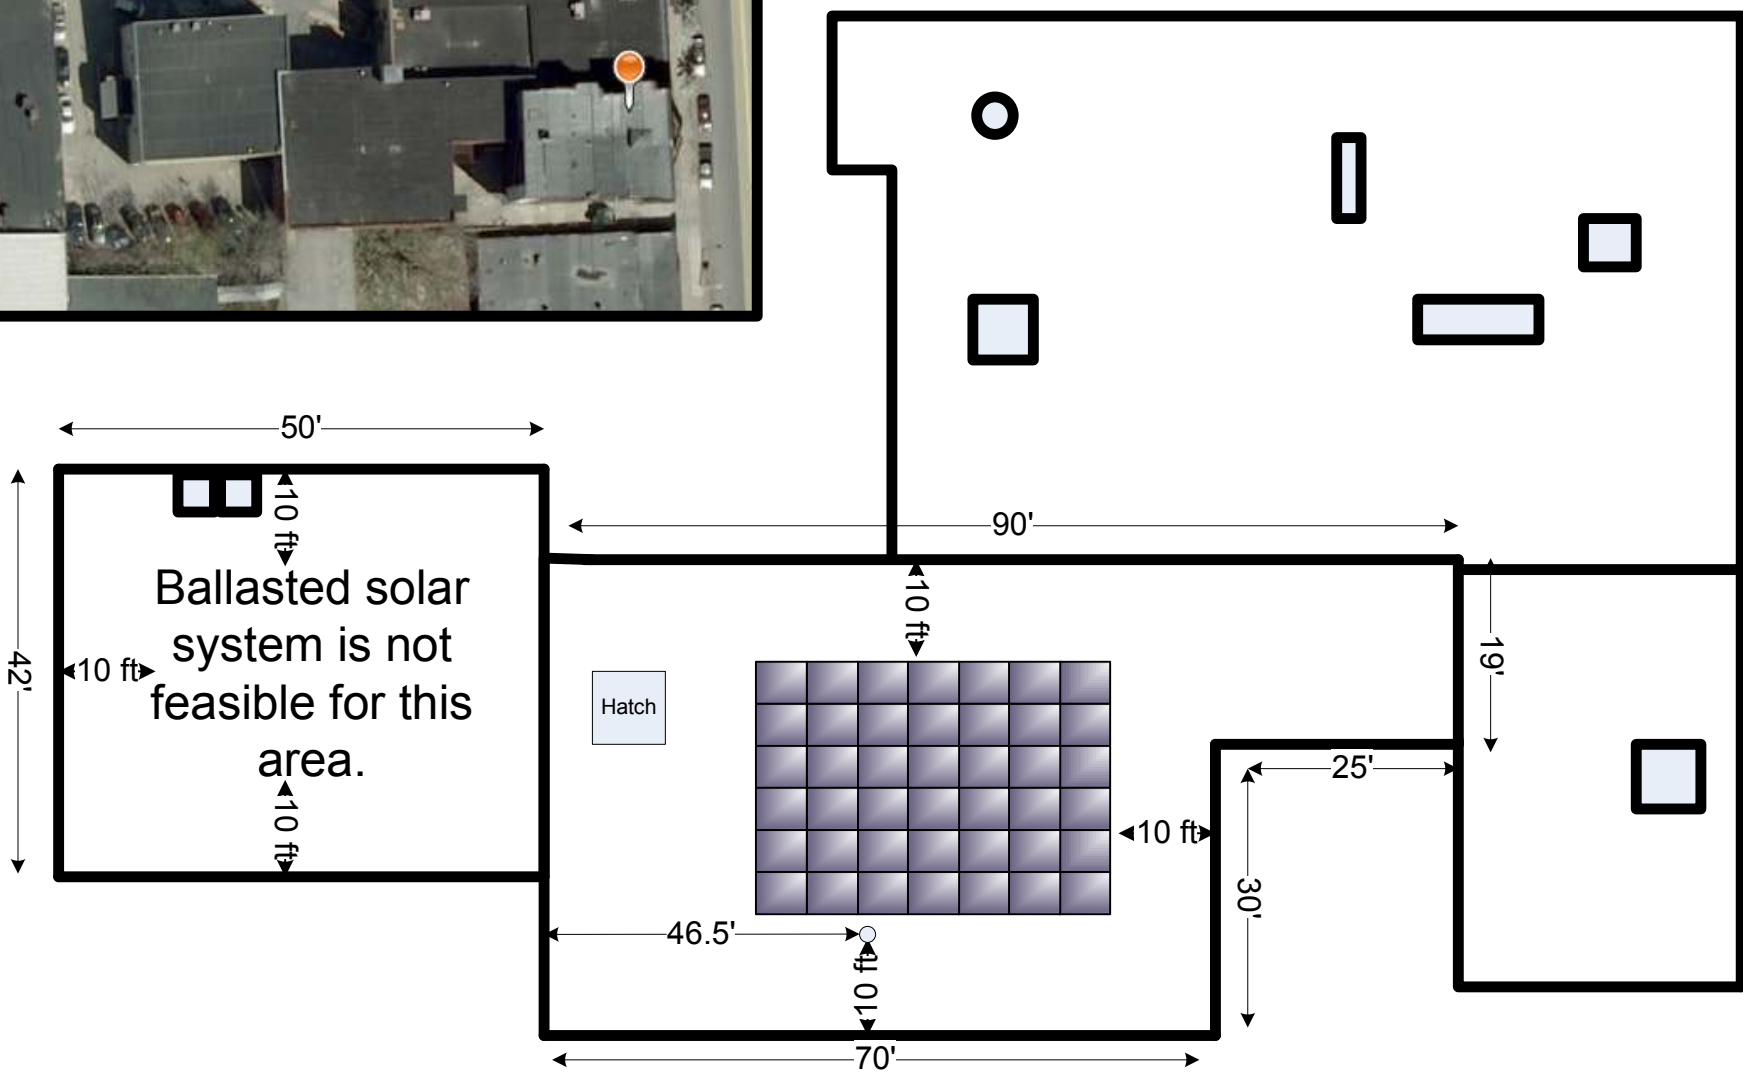 50'
10 ft
90'
Ballasted solar
system is not
feasible for this
area.
10 ft
42'
10 ft
10 ft
19'
Hatch
25'
10 ft
30'
46.5'
10 ft
70'